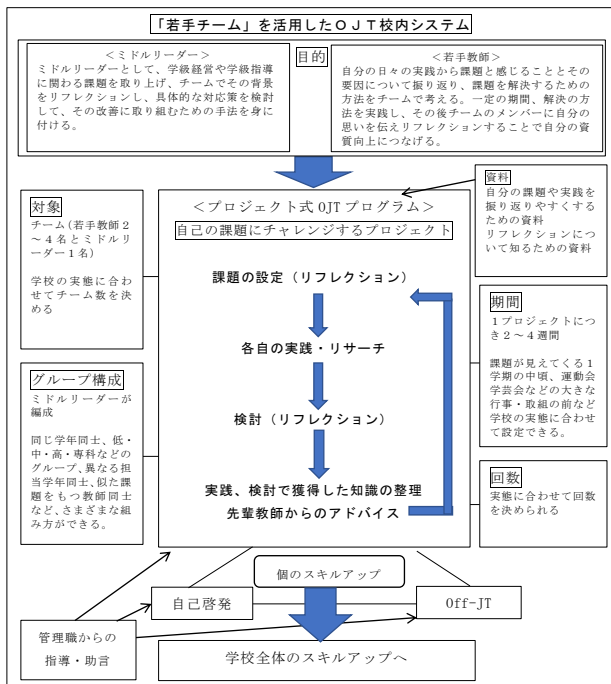 「若手チーム」を活用したＯＪＴ校内システム
目的
＜ミドルリーダー＞
ミドルリーダーとして、学級経営や学級指導
に関わる課題を取り上げ、チームでその背景
をリフレクションし、具体的な対応策を検討
して、その改善に取り組むための手法を身に
付ける。
＜若手教師＞
自分の日々の実践から課題と感じることとその
要因について振り返り、課題を解決するための
方法をチームで考える。一定の期間、解決の方
法を実践し、その後チームのメンバーに自分の
思いを伝えリフレクションすることで自分の資
質向上につなげる。
資料
自分の課題や実践を
振り返りやすくする
ための資料
リフレクションにつ
いて知るための資料
対象
チーム(若手教師２
～４名とミドルリ
ーダー１名）
学校の実態に合わ
せてチーム数を決
める
グループ構成
ミドルリーダーが
編成
同じ学年同士、低・
中・高・専科などの
グループ、異なる担
当学年同士、似た課
題をもつ教師同士
など、さまざまな組
み方ができる。
＜プロジェクト式 OJT プログラム＞
自己の課題にチャレンジするプロジェクト
課題の設定（リフレクション）
各自の実践・リサーチ
検討（リフレクション）
実践、検討で獲得した知識の整理
先輩教師からのアドバイス
期間
１プロジェクトにつ
き２～４週間
課題が見えてくる１
学期の中頃、運動会
学芸会などの大きな
行事・取組の前など
学校の実態に合わせ
て設定できる。
回数
実態に合わせて回数
を決められる
個のスキルアップ
自己啓発
Off-JT
管理職からの
指導・助言
学校全体のスキルアップへ